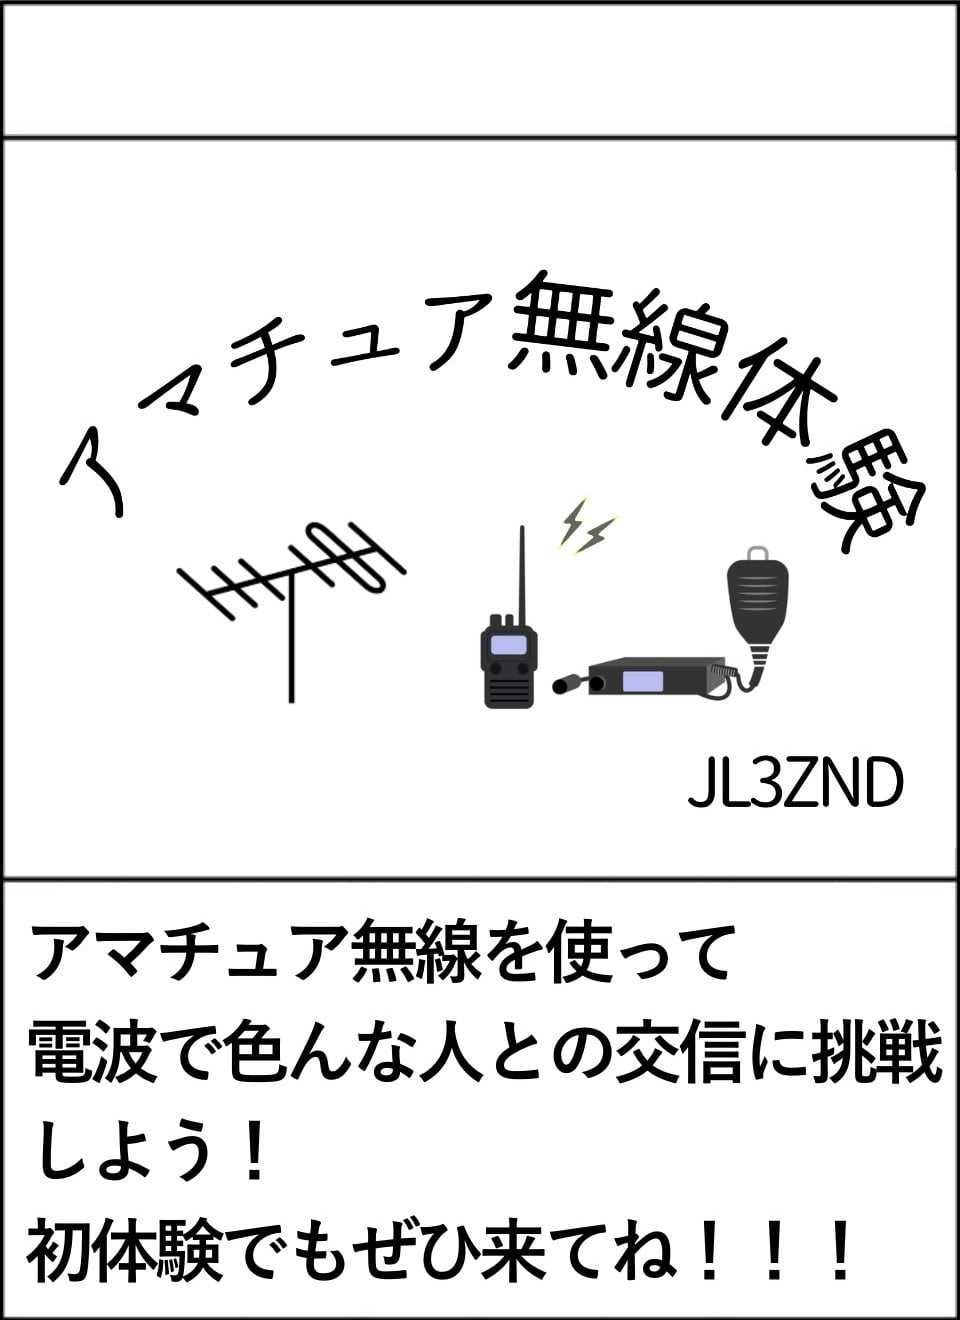 アマチュア無線体験
JL3ZND
アマチュア無線を使って
電波で色んな人との交信に挑戦
しよう！
初体験でもぜひ来てね！！！